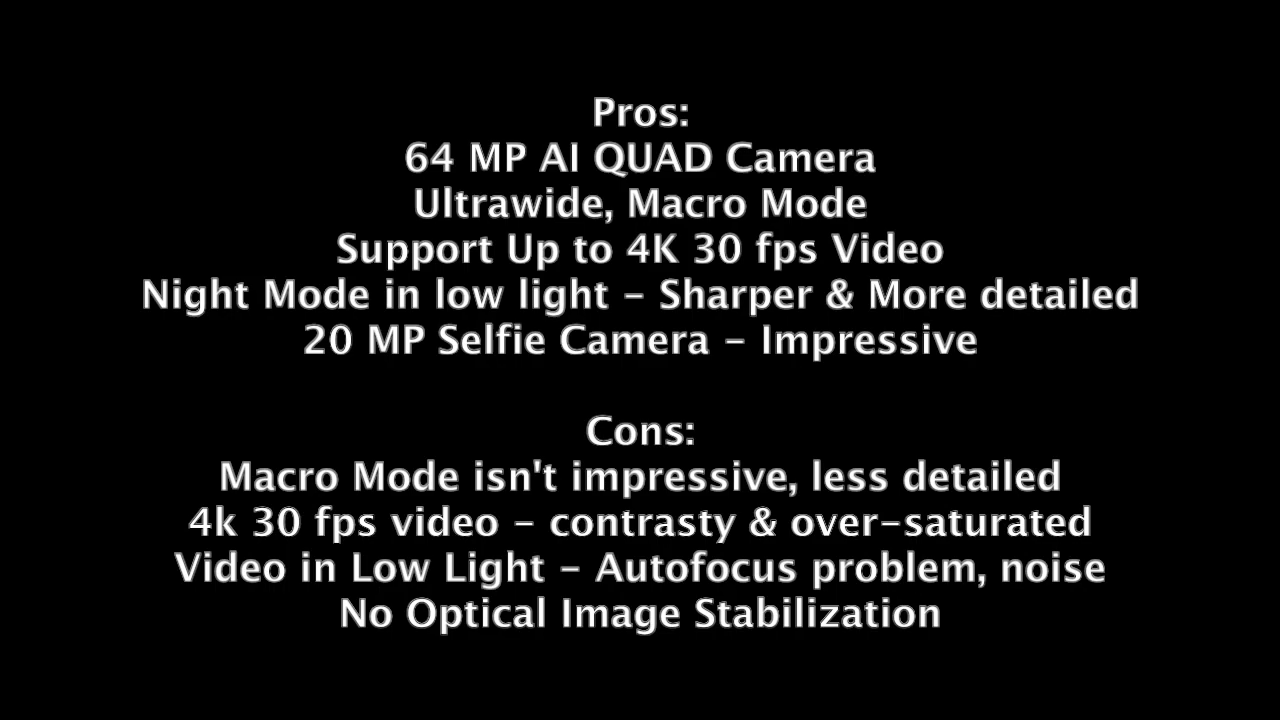 Pros:
64 MP AI QUAD Camera
Ultrawide, Macro Mode
Support Up to 4K 30 fps Video
Night Mode in low light - Sharper & More detailed
20 MP Selfie Camera - Impressive
Cons:
Macro Mode isn't impressive, less detailed
4k 30 fps video - contrasty & over-saturated
Video in Low Light - Autofocus problem, noise
No Optical Image Stabilization